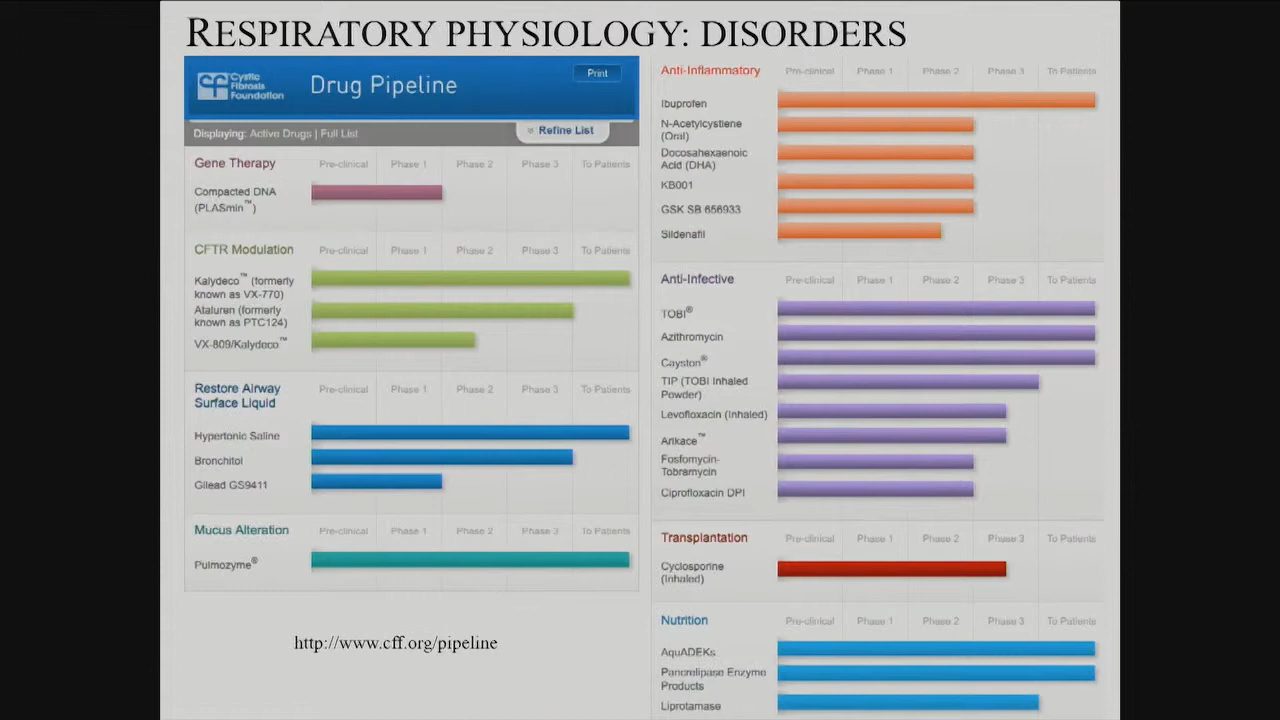 RESPIRATORY PHYSIOLOGY: DISORDERS
cf Cystic
Fibrosis
Foundation
Drug Pipeline
Print
Displaying: Active Drugs | Full List
Refine List
Gene Therapy Pre-clinical Phase 1 Phase 2 Phase 3 To Patients
Compacted DNA
(PLASmin™)
CFTR Modulation Pre-clinical Phase 1 Phase 2 Phase 3 To Patients
Kalydeco™ (formerly
known as VX-770)
Ataluren (formerly
known as PTC124)
VX-809/Kalydeco™
Restore Airway
Surface Liquid
Pre-clinical Phase 1 Phase 2 Phase 3 To Patients
Hypertonic Saline
Bronchitol
Gilead GS9411
Mucus Alteration Pre-clinical Phase 1 Phase 2 Phase 3 To Patients
Pulmozyme®
http://www.cff.org/pipeline
Anti-Inflammatory Pre-clinical Phase 1 Phase 2 Phase 3 To Patients
Ibuprofen
N-Acetylcystiene
(Oral)
Docosahexaenoic
Acid (DHA)
KB001
GSK SB 656933
Sildenafil
Anti-Infective Pre-clinical Phase 1 Phase 2 Phase 3 To Patients
TOBI®
Azithromycin
Cayston®
TIP (TOBI Inhaled
Powder)
Levofloxacin (Inhaled)
Arikace™
Fosfomycin-
Tobramycin
Ciprofloxacin DPI
Transplantation Pre-clinical Phase 1 Phase 2 Phase 3 To Patients
Cyclosporine
(Inhaled)
Nutrition Pre-clinical Phase 1 Phase 2 Phase 3 To Patients
AquADEKs
Pancrelipase Enzyme
Products
Liprotamase